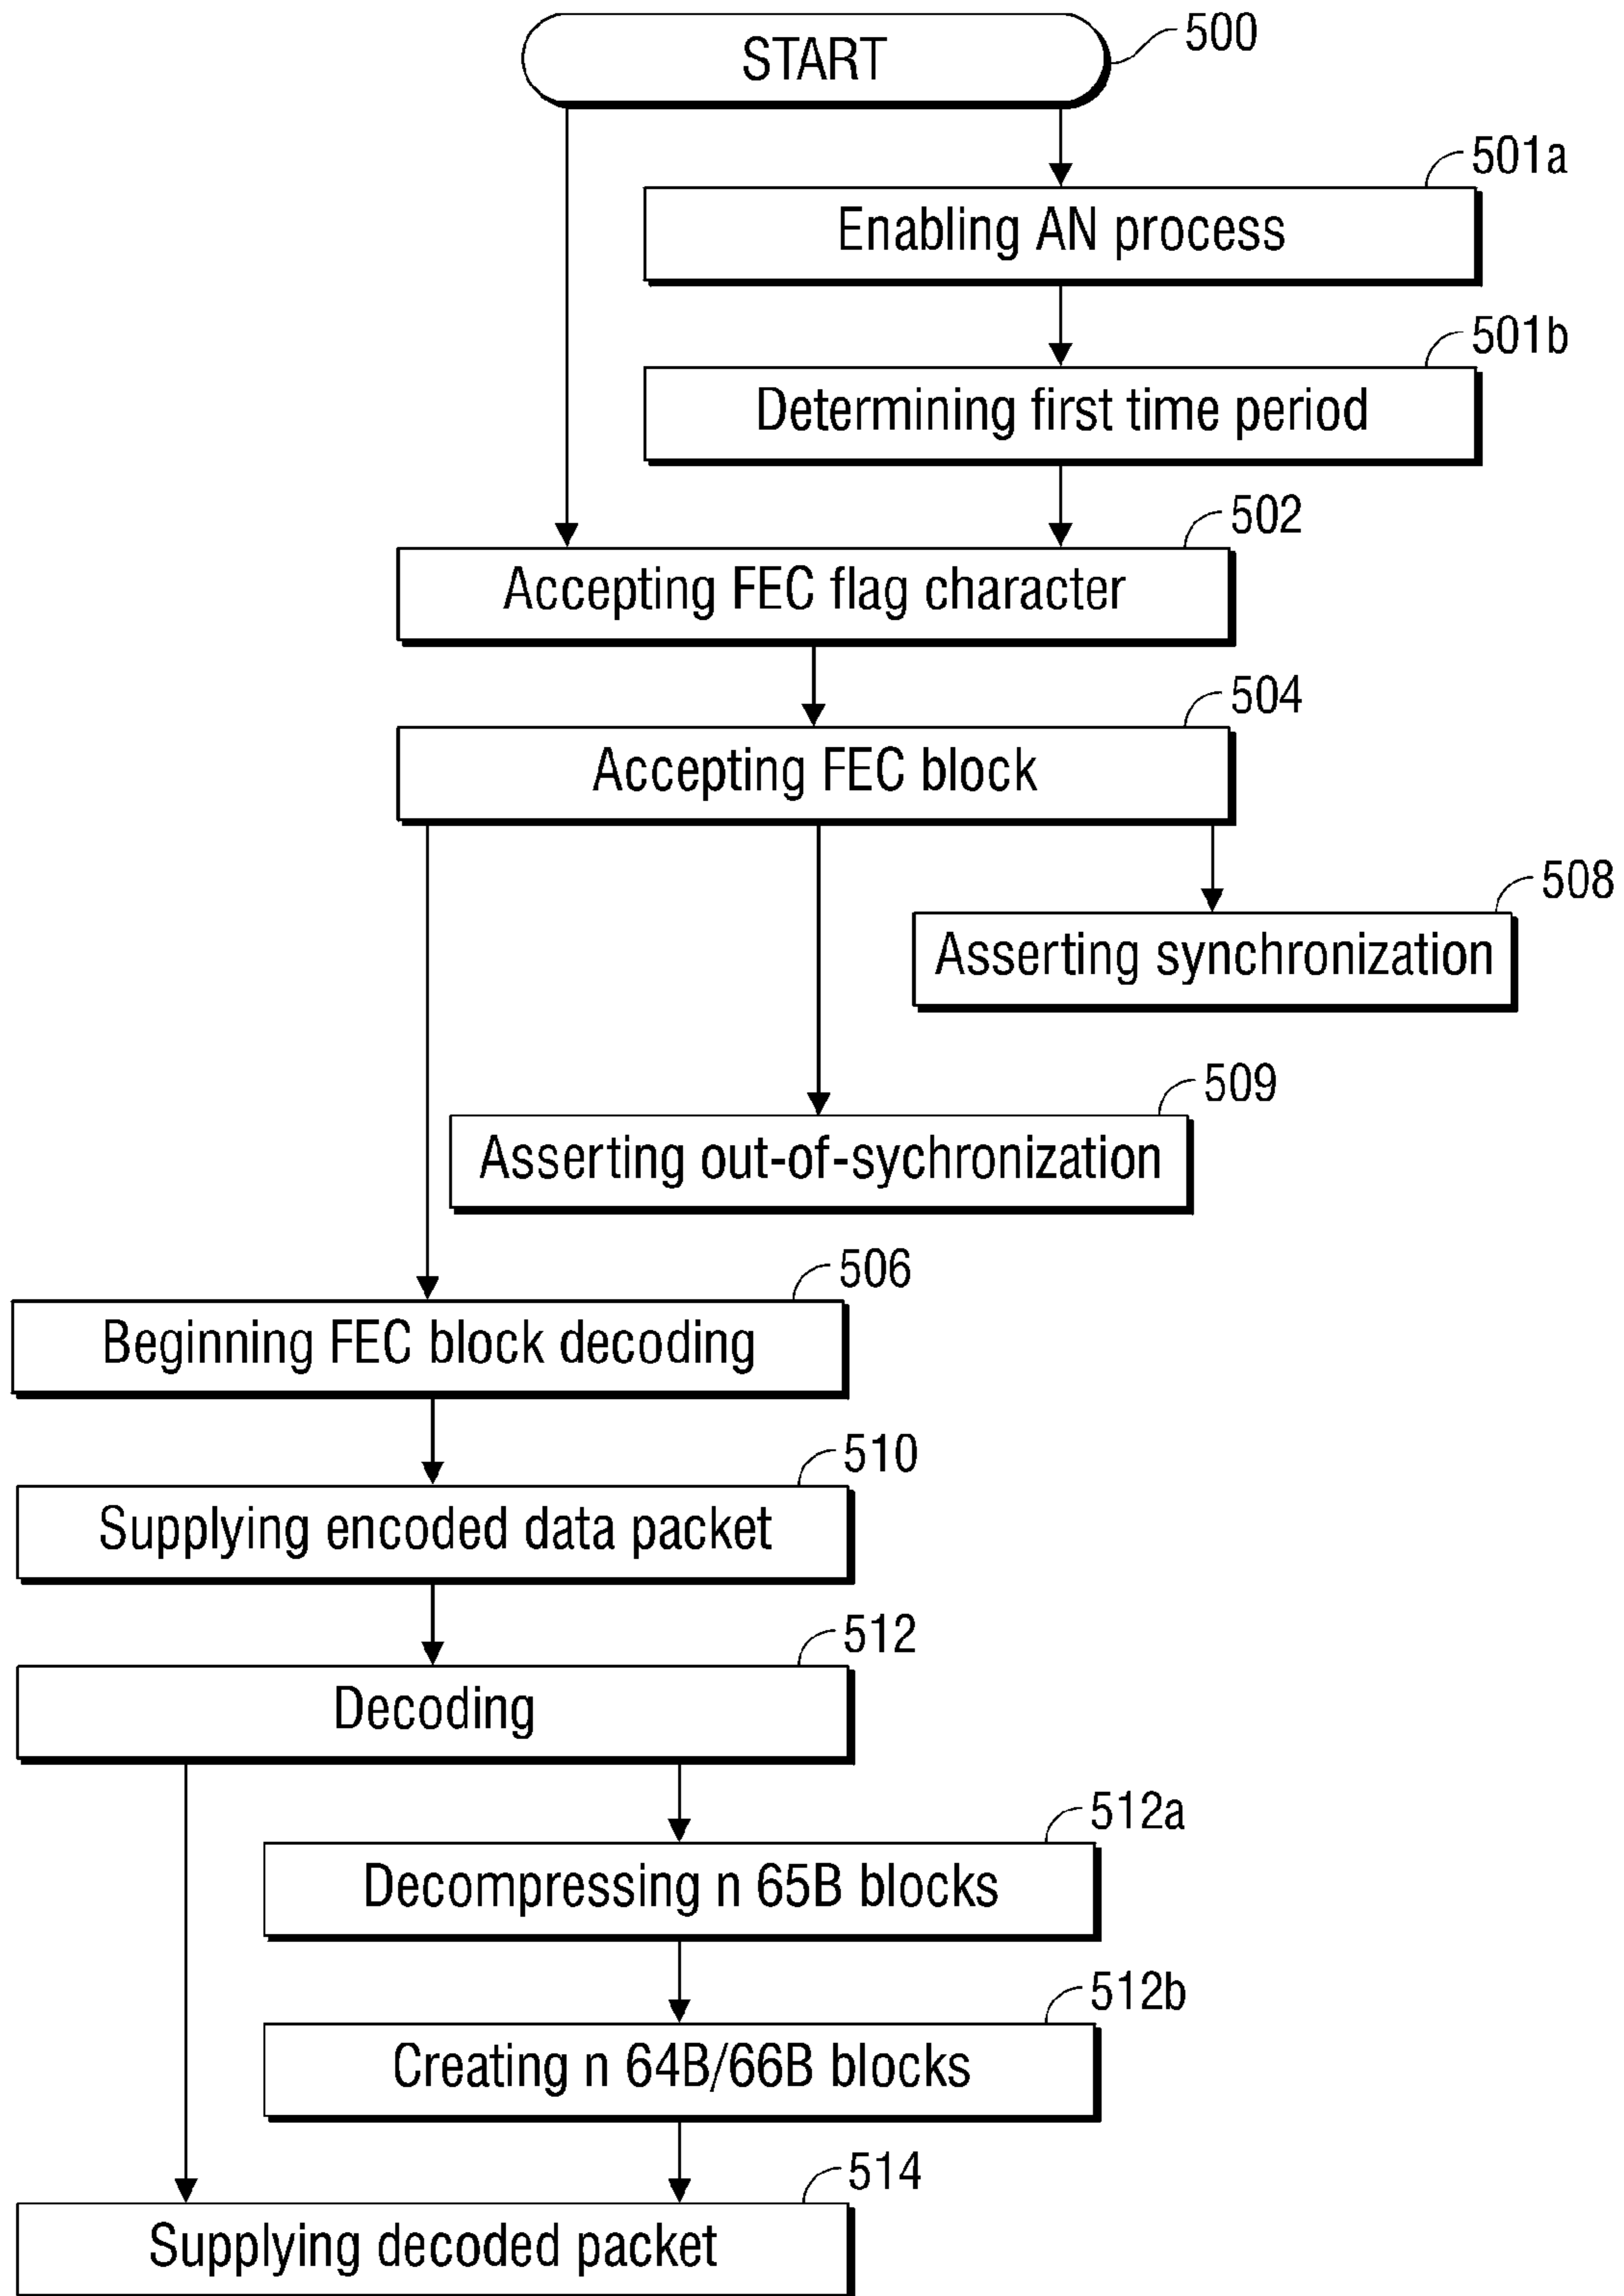 START
500
501a
Enabling AN process
501b
Determining first time period
502
Accepting FEC flag character
504
Accepting FEC block
508
Asserting synchronization
509
Asserting out-of-sychronization
506
Beginning FEC block decoding
510
Supplying encoded data packet
512
Decoding
512a
Decompressing n 65B blocks
512b
Creating n 64B/66B blocks
514
Supplying decoded packet